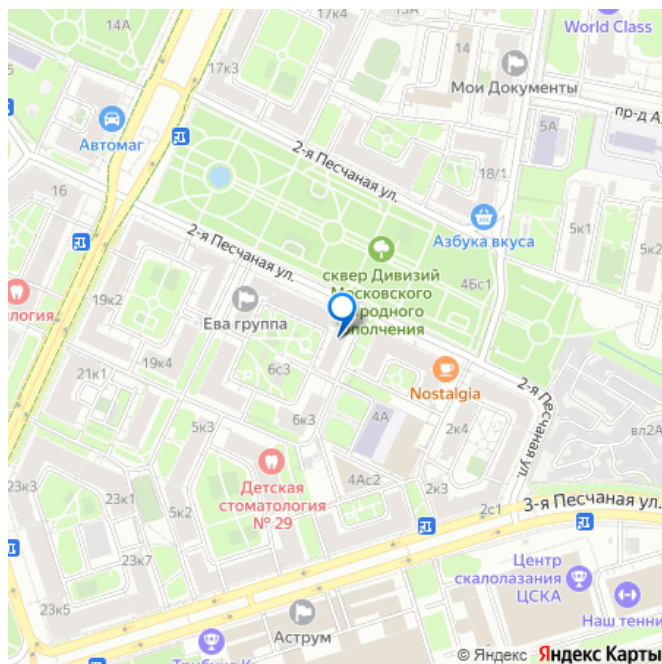 14А
17к3
14
World Class
Мои Документы
пр-д А
Автомаг
5А
2-я Песчаная ул.
18/1
16
Азбука вкуса
5к1
5к2
2-я Песчаная ул.
сквер Дивизий
Московского
родного
ополчения
4Бс1
19к2
Ева группа
логия
Nostalgia
2-я Песчаная ул.
19к4
6с3
21к1
6к3
4А
2к4
вл2А
5к3
Детская
стоматология
№ 29
4Ас2
2к3
23к3
23к1
5к2
2с1
3-я Песчаная ул.
23к7
Центр
скалолазания
ЦСКА
23к5
Аструм
Наш тенни
© Яндекс Яндекс Карты